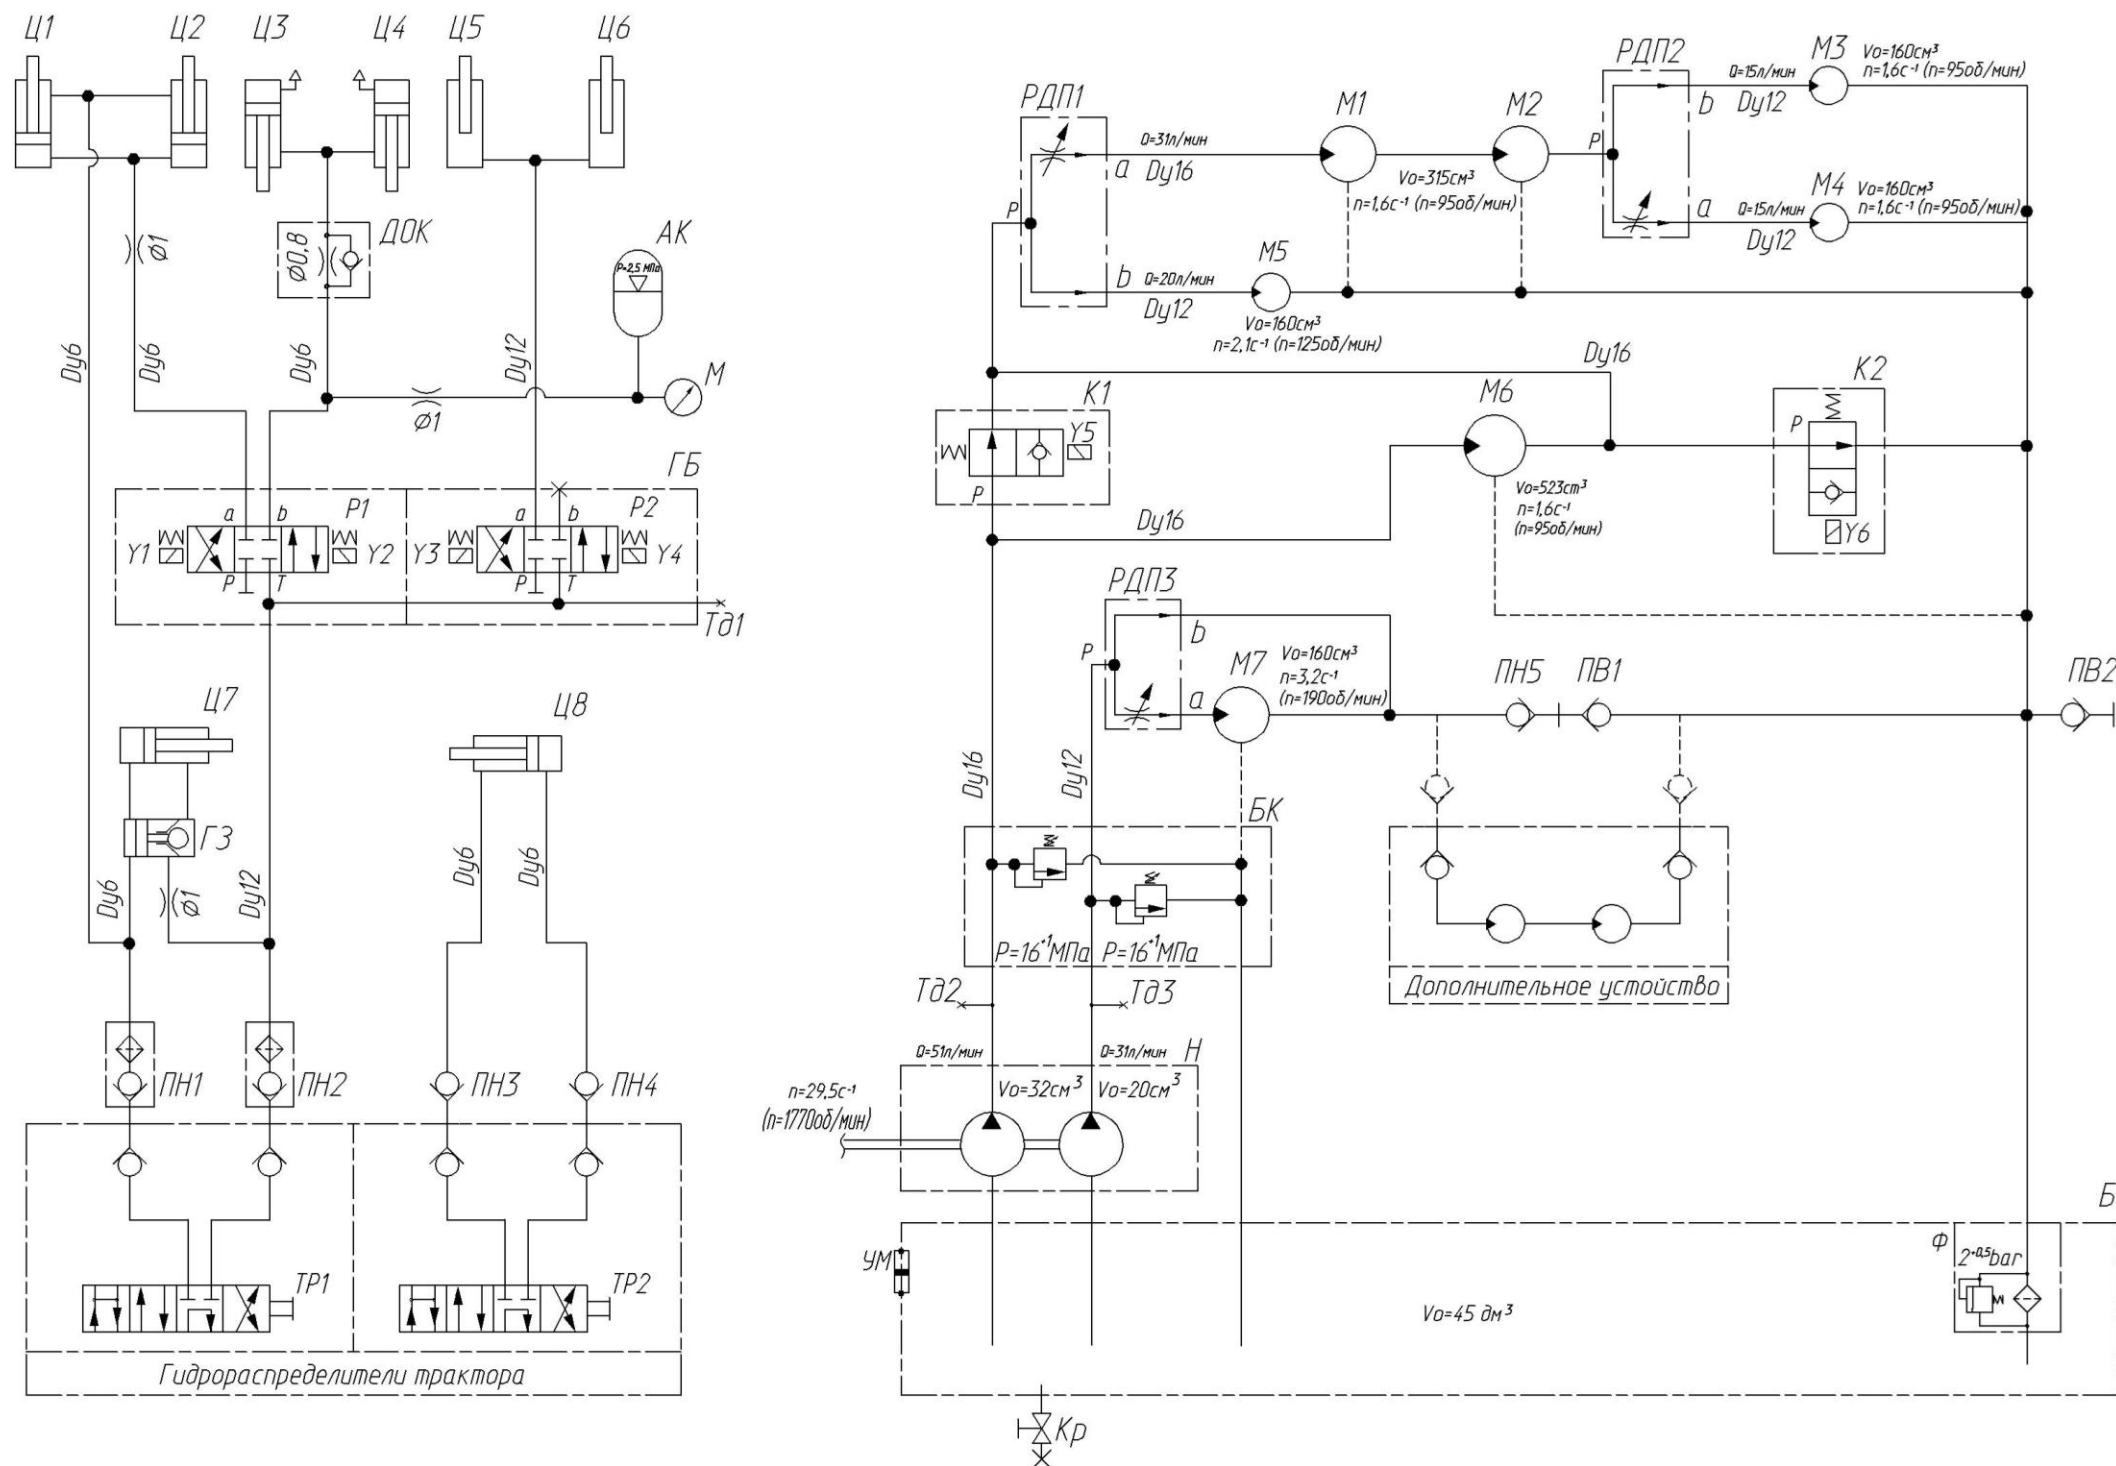 Ц1
Ц2
Ц3
Ц4
Ц5
Ц6
ø1
ø0,8
ДОК
АК
P=2,5 МПа
Dy6
Dy6
Dy6
Dy12
ø1
М
ГБ
a
b
P1
Y1
Y2
P
T
a
b
P2
Y3
Y4
P
T
Тд1
Ц7
Ц8
ГЗ
Dy6
ø1
Dy12
Dy6
Dy6
ПН1
ПН2
ПН3
ПН4
ТР1
ТР2
Гидрораспределители трактора
РДП1
P
Q=31л/мин
a
Dy16
М1
М2
Vo=315см³
n=1,6с⁻¹ (n=95об/мин)
РДП2
P
b
Q=15л/мин
Dy12
М3
Vo=160см³
n=1,6с⁻¹ (n=95об/мин)
a
Q=15л/мин
Dy12
М4
Vo=160см³
n=1,6с⁻¹ (n=95об/мин)
b
Q=20л/мин
Dy12
М5
Vo=160см³
n=2,1с⁻¹ (n=125об/мин)
Dy16
К1
Y5
P
Dy16
М6
Vo=523cm³
n=1,6с⁻¹
(n=95об/мин)
К2
P
Y6
РДП3
P
b
a
М7
Vo=160см³
n=3,2с⁻¹
(n=190об/мин)
ПН5
ПВ1
ПВ2
Dy16
Dy12
БК
P=16⁺¹МПа
P=16⁺¹МПа
Тд2
Тд3
Дополнительное устойство
Q=51л/мин
Q=31л/мин
Н
n=29,5с⁻¹
(n=1770об/мин)
Vo=32см³
Vo=20см³
Б
УМ
Vo=45 дм³
Ф
2⁺⁰·⁵bar
Кр